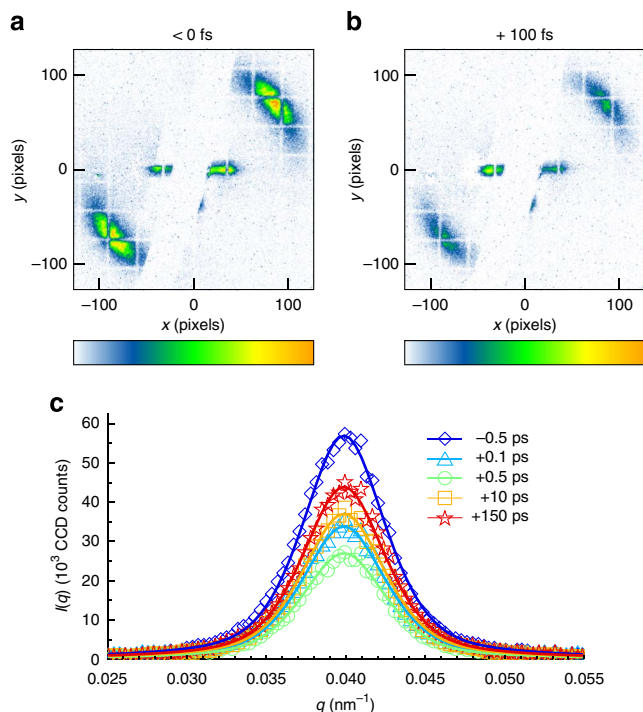 a
< 0 fs
100
0
–100
y (pixels)
–100 0 100
x (pixels)
b
+ 100 fs
100
0
–100
y (pixels)
–100 0 100
x (pixels)
c
60
50
40
30
20
10
0
I(q) (10³ CCD counts)
–0.5 ps
+0.1 ps
+0.5 ps
+10 ps
+150 ps
0.025 0.030 0.035 0.040 0.045 0.050 0.055
q (nm⁻¹)